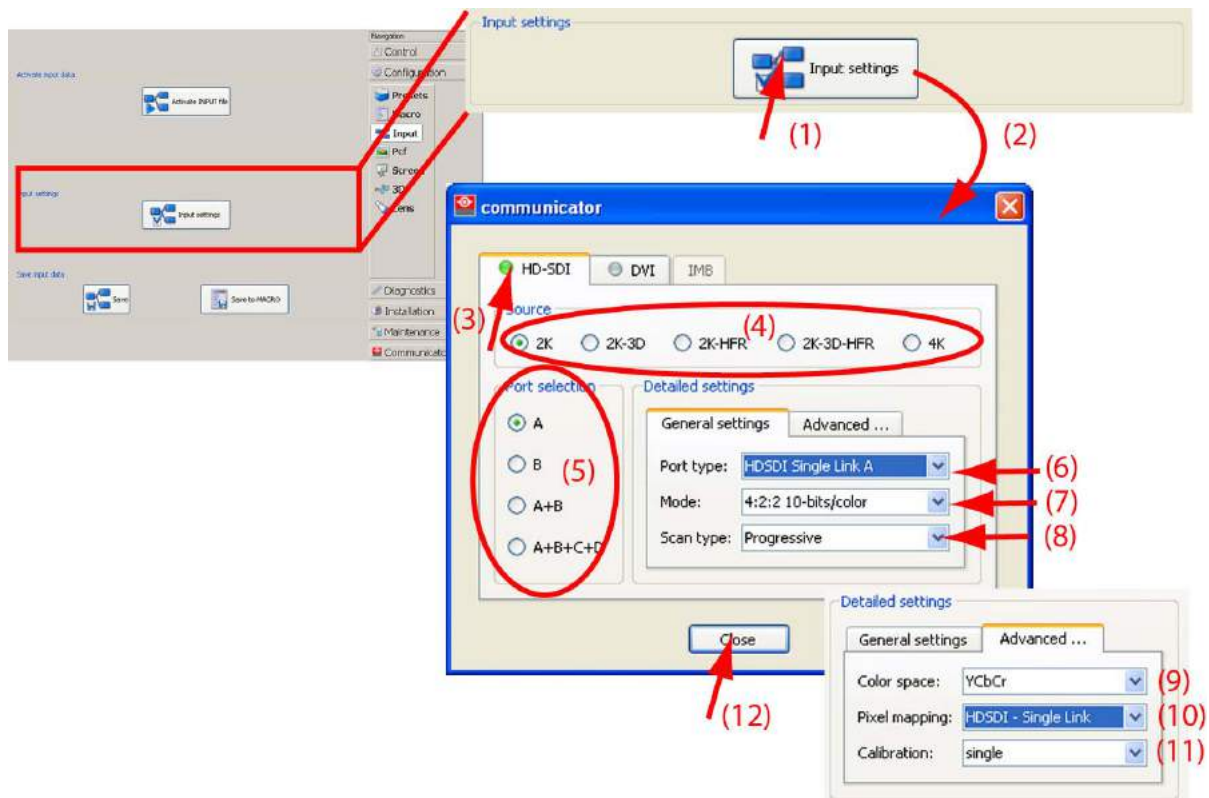 Input settings
Input settings
(1)
(2)
Navigation
Control
Configuration
Presets
Macro
Input
Pcf
Screen
3D
Lens
Diagnostics
Installation
Maintenance
Communicato
Activate input data
Activate INPUT file
Input settings
Input settings
Save input data
Save
Save to MACRO
communicator
HD-SDI
DVI
IMB
(3)
Source
(4)
2K
2K-3D
2K-HFR
2K-3D-HFR
4K
Port selection
A
B
A+B
A+B+C+D
(5)
Detailed settings
General settings
Advanced ...
Port type: HDSDI Single Link A
(6)
Mode: 4:2:2 10-bits/color
(7)
Scan type: Progressive
(8)
Close
(12)
Detailed settings
General settings
Advanced ...
Color space: YCbCr
(9)
Pixel mapping: HDSDI - Single Link
(10)
Calibration: single
(11)